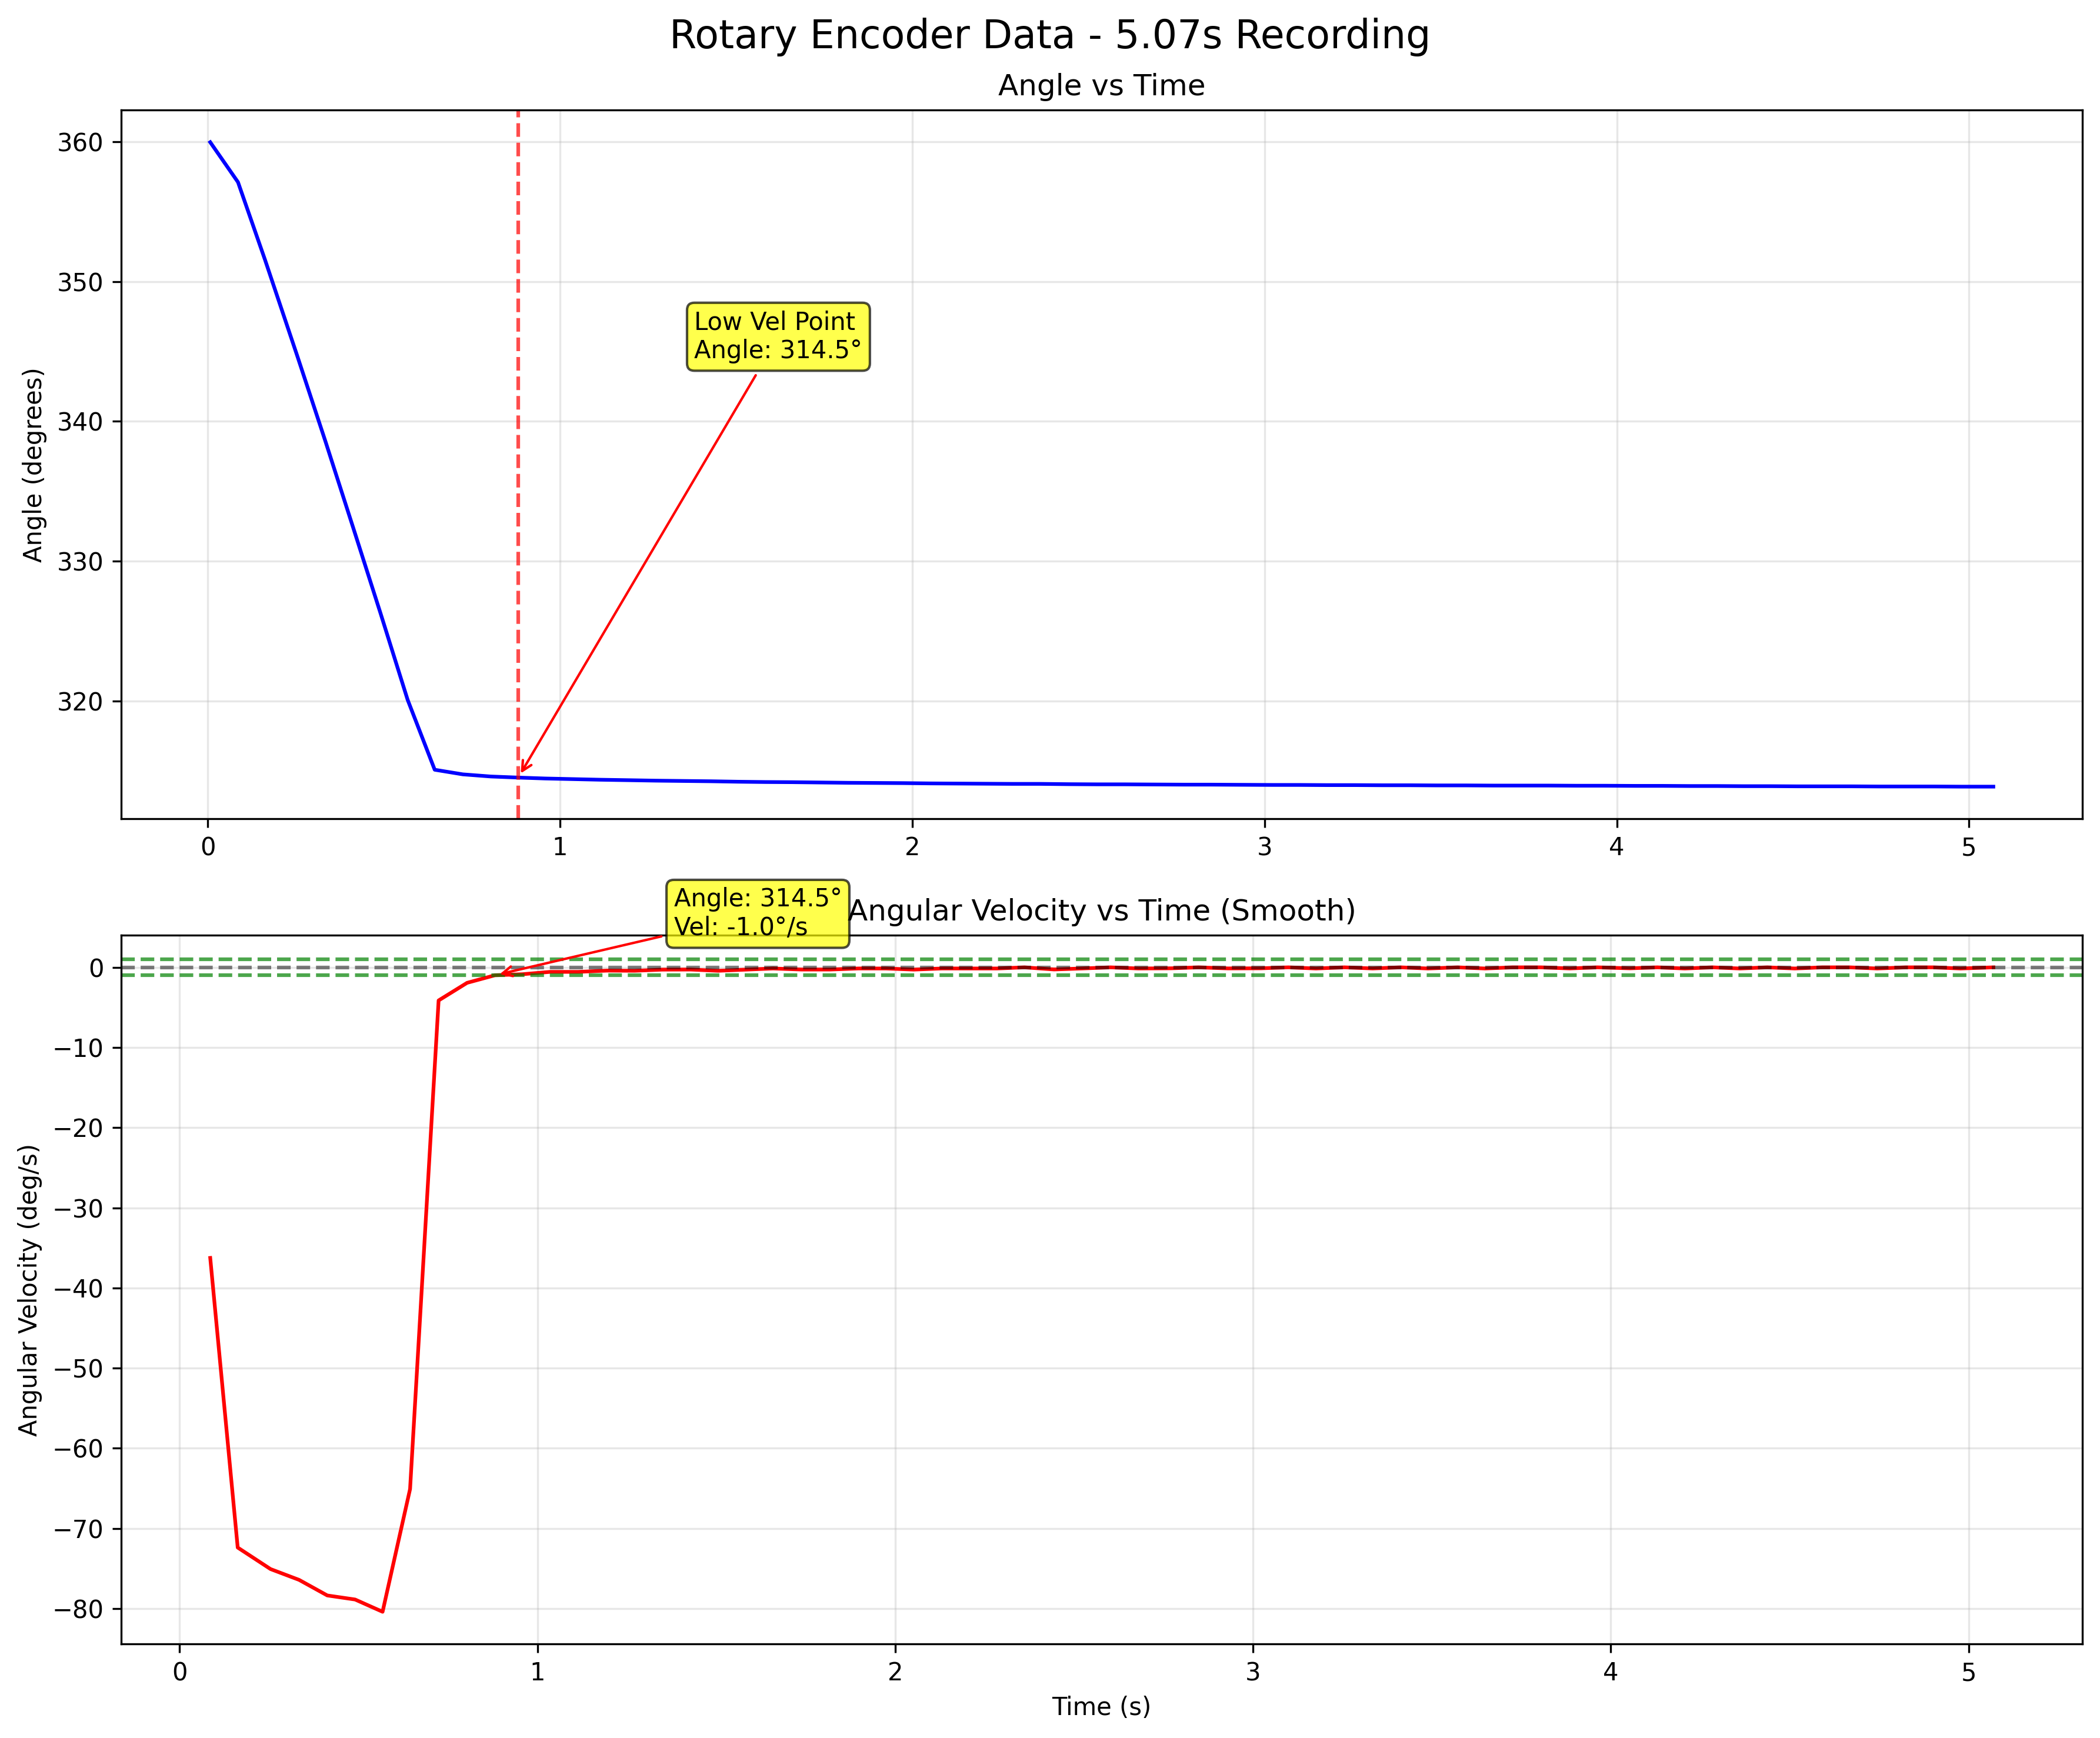 Rotary Encoder Data - 5.07s Recording
Angle vs Time
Angle (degrees)
360
350
340
330
320
Low Vel Point
Angle: 314.5°
0 1 2 3 4 5
Angle: 314.5°
Vel: -1.0°/s
Angular Velocity vs Time (Smooth)
Angular Velocity (deg/s)
0
−10
−20
−30
−40
−50
−60
−70
−80
0 1 2 3 4 5
Time (s)